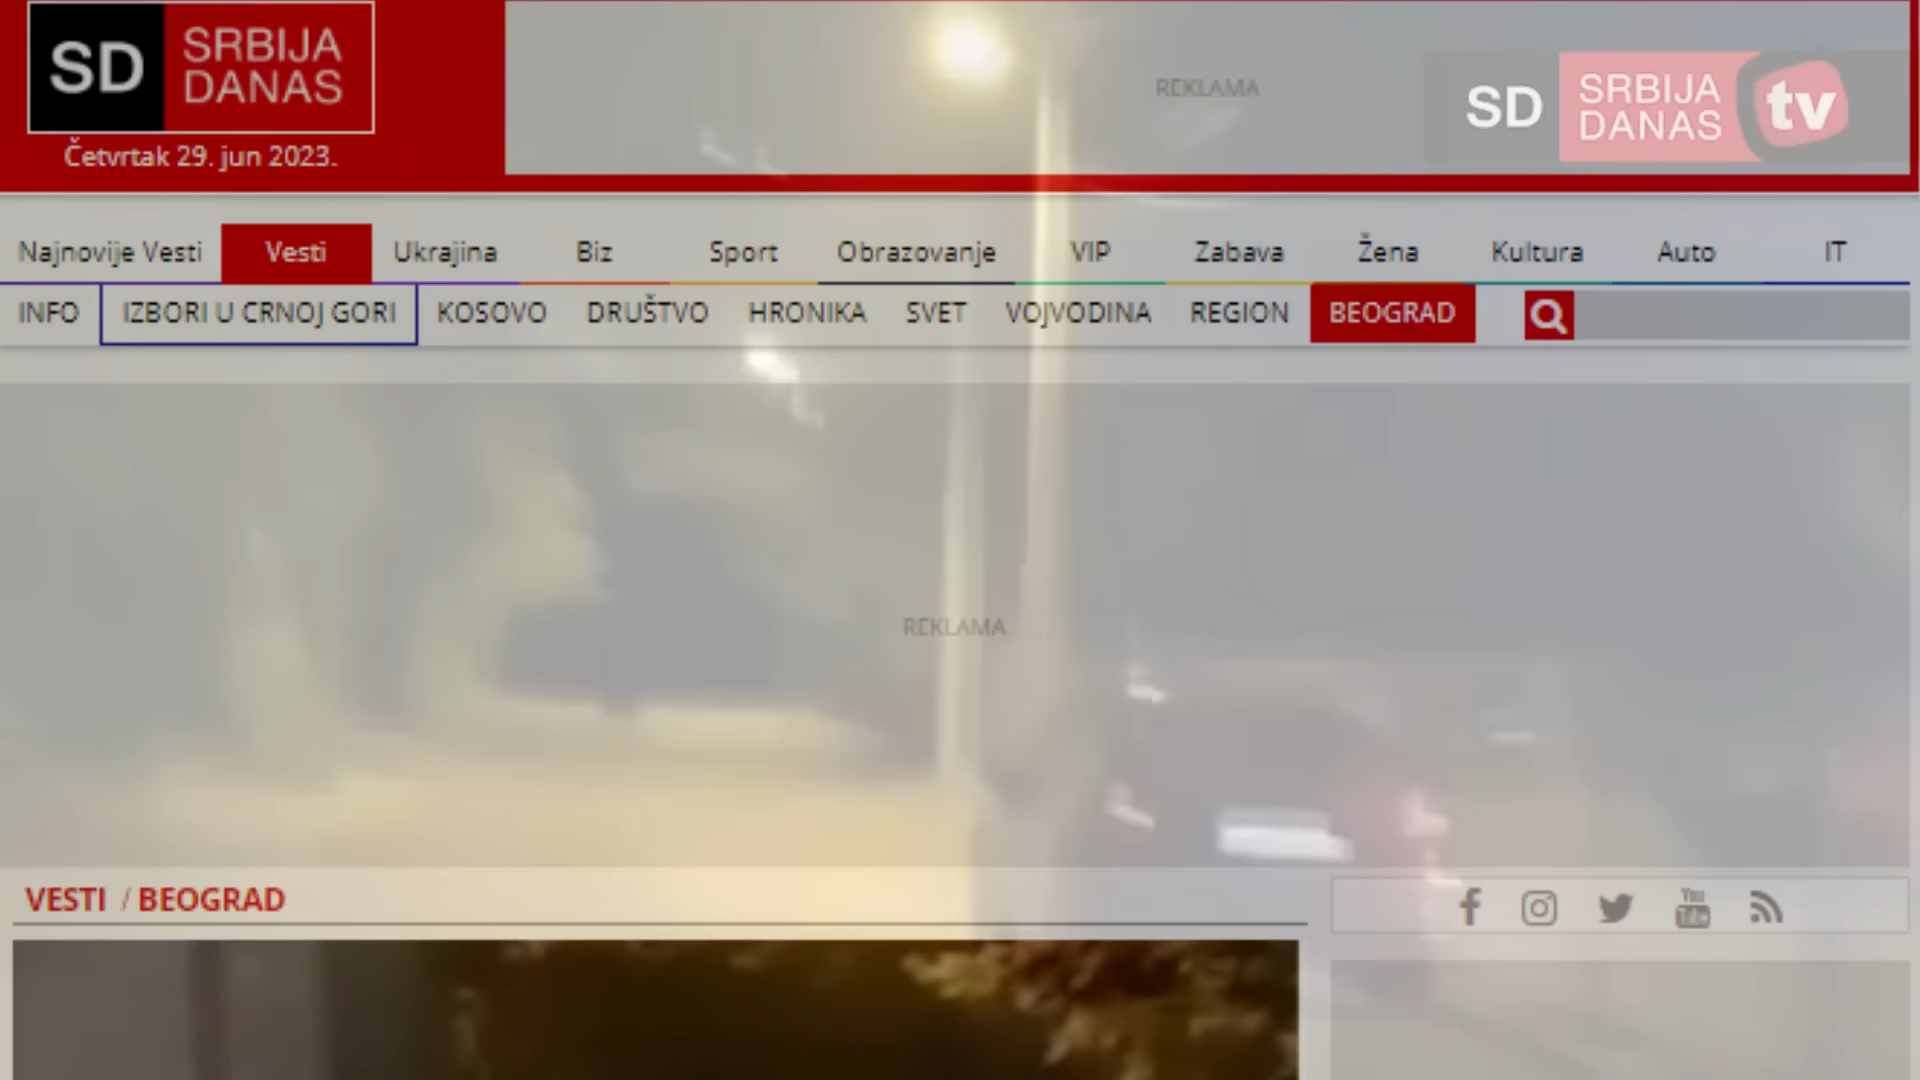 SD SRBIJA DANAS
Četvrtak 29. jun 2023.
REKLAMA
SD SRBIJA DANAS tv
Najnovije Vesti Vesti Ukrajina Biz Sport Obrazovanje VIP Zabava Žena Kultura Auto IT
INFO IZBORI U CRNOJ GORI KOSOVO DRUŠTVO HRONIKA SVET VOJVODINA REGION BEOGRAD
REKLAMA
VESTI / BEOGRAD
You Tube